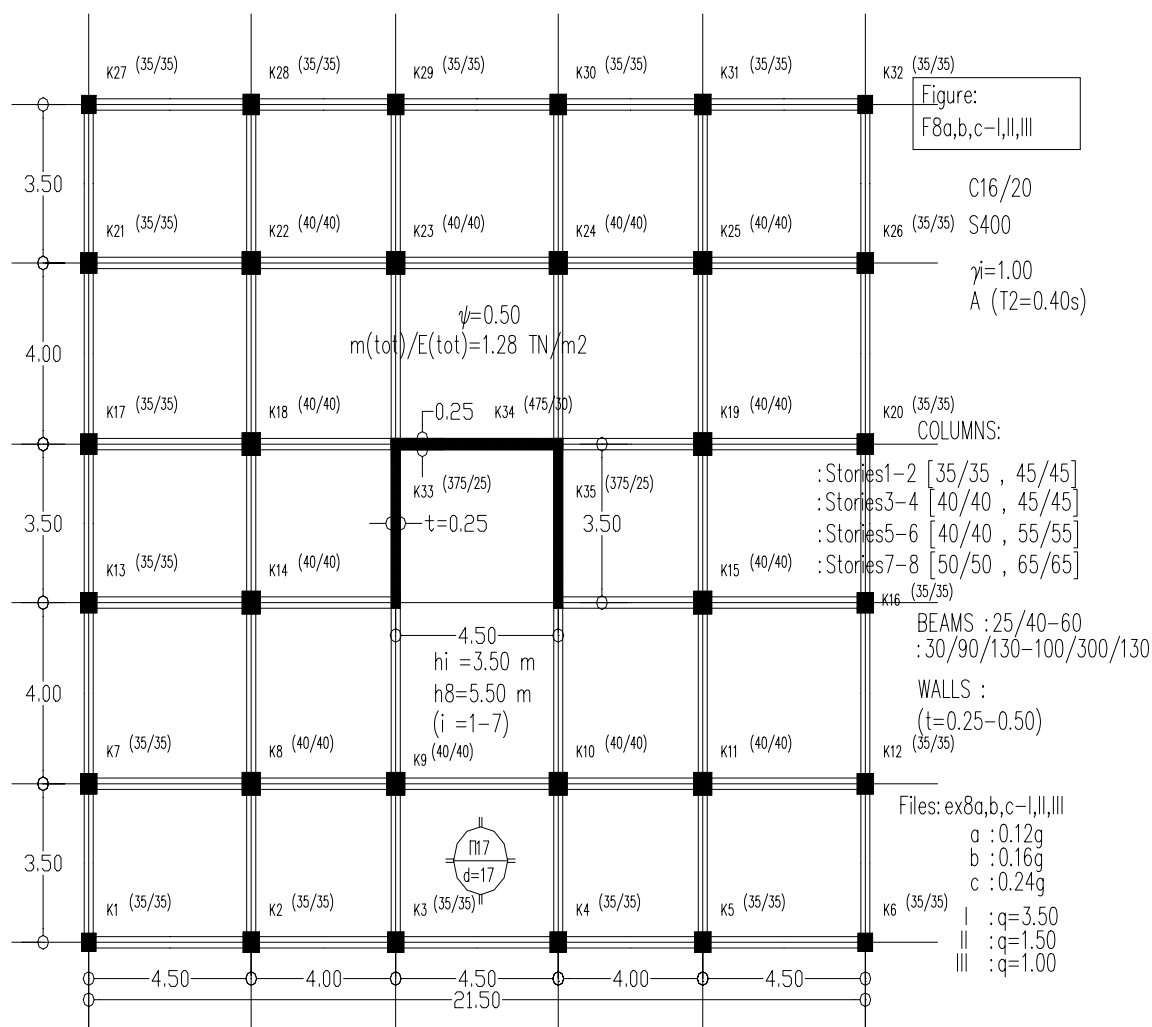 K27 (35/35)
K28 (35/35)
K29 (35/35)
K30 (35/35)
K31 (35/35)
K32 (35/35)
Figure:
F8a,b,c-I,II,III
3.50
C16/20
S400
K21 (35/35)
K22 (40/40)
K23 (40/40)
K24 (40/40)
K25 (40/40)
K26 (35/35)
γi=1.00
A (T2=0.40s)
ψ=0.50
m(tot)/E(tot)=1.28 TN/m2
4.00
K17 (35/35)
K18 (40/40)
0.25
K34 (475/30)
K19 (40/40)
K20 (35/35)
COLUMNS:
K33 (375/25)
K35 (375/25)
:Stories1-2 [35/35 , 45/45]
:Stories3-4 [40/40 , 45/45]
:Stories5-6 [40/40 , 55/55]
:Stories7-8 [50/50 , 65/65]
3.50
t=0.25
3.50
K13 (35/35)
K14 (40/40)
K15 (40/40)
K16 (35/35)
BEAMS :25/40-60
:30/90/130-100/300/130
4.50
hi =3.50 m
h8=5.50 m
(i =1-7)
WALLS :
(t=0.25-0.50)
4.00
K7 (35/35)
K8 (40/40)
K9 (40/40)
K10 (40/40)
K11 (40/40)
K12 (35/35)
Files: ex8a,b,c-I,II,III
a :0.12g
b :0.16g
c :0.24g
3.50
Π17
d=17
K1 (35/35)
K2 (35/35)
K3 (35/35)
K4 (35/35)
K5 (35/35)
K6 (35/35)
I :q=3.50
II :q=1.50
III :q=1.00
4.50
4.00
4.50
4.00
4.50
21.50